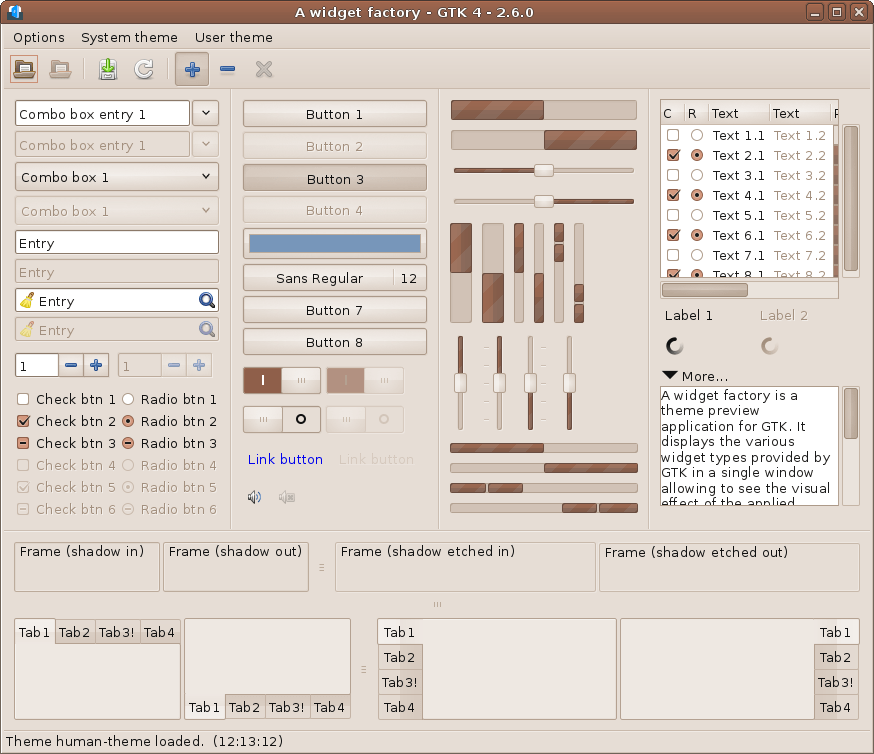 A widget factory - GTK 4 - 2.6.0
Options System theme User theme
Combo box entry 1
Combo box entry 1
Combo box 1
Combo box 1
Entry
Entry
Entry
Entry
1 1
Check btn 1 Radio btn 1
Check btn 2 Radio btn 2
Check btn 3 Radio btn 3
Check btn 4 Radio btn 4
Check btn 5 Radio btn 5
Check btn 6 Radio btn 6
Button 1
Button 2
Button 3
Button 4
Sans Regular 12
Button 7
Button 8
Link button Link button
C R Text Text
Text 1.1 Text 1.2
Text 2.1 Text 2.2
Text 3.1 Text 3.2
Text 4.1 Text 4.2
Text 5.1 Text 5.2
Text 6.1 Text 6.2
Text 7.1 Text 7.2
Text 8.1 Text 8.2
Label 1 Label 2
More...
A widget factory is a
theme preview
application for GTK. It
displays the various
widget types provided by
GTK in a single window
allowing to see the visual
effect of the applied
Frame (shadow in) Frame (shadow out) Frame (shadow etched in) Frame (shadow etched out)
Tab1 Tab2 Tab3! Tab4
Tab1 Tab2 Tab3! Tab4
Tab1
Tab2
Tab3!
Tab4
Tab1
Tab2
Tab3!
Tab4
Theme human-theme loaded. (12:13:12)